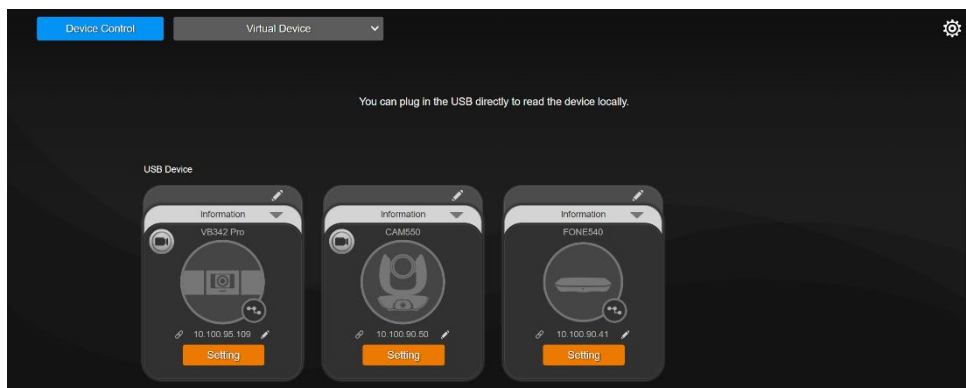 Device Control
Virtual Device
You can plug in the USB directly to read the device locally.
USB Device
Information
VB342 Pro
10.100.95.109
Setting
Information
CAM550
10.100.90.50
Setting
Information
FONE540
10.100.90.41
Setting